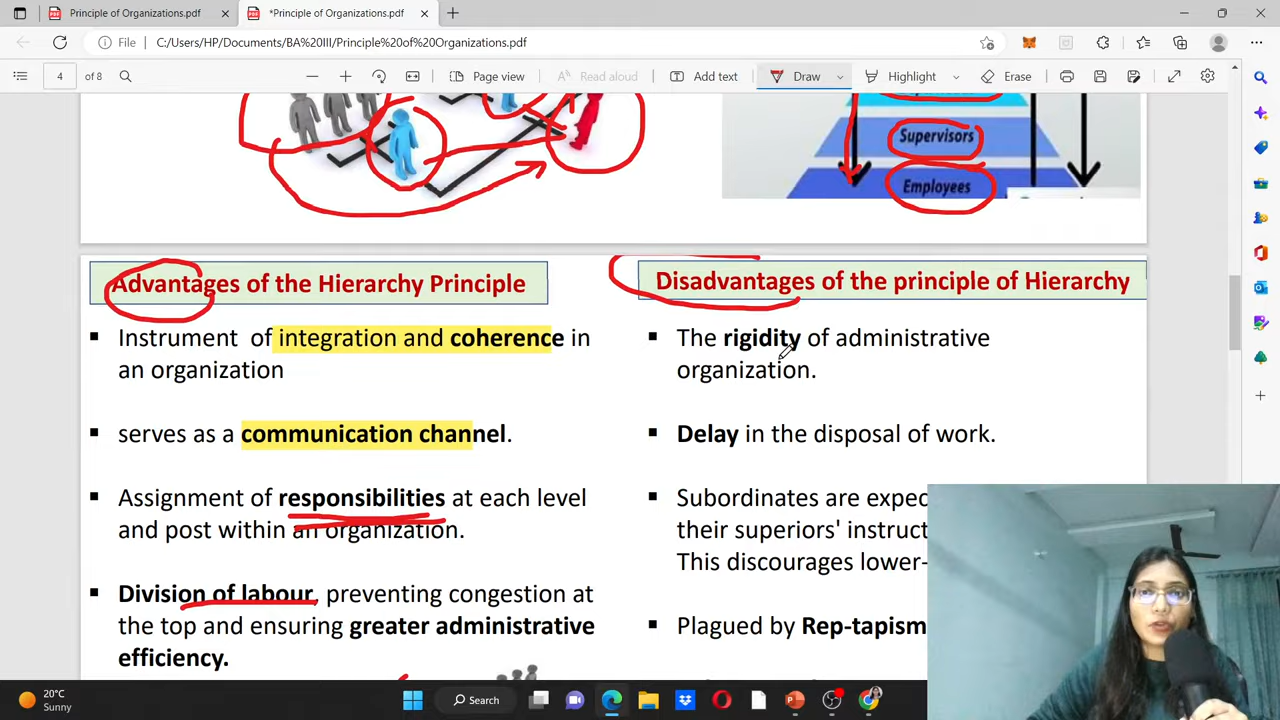 Principle of Organizations.pdf
*Principle of Organizations.pdf
File
C:/Users/HP/Documents/BA%20III/Principle%20of%20Organizations.pdf
4
of 8
Page view
Read aloud
Add text
Draw
Highlight
Erase
Supervisors
Employees
Advantages of the Hierarchy Principle
▪ Instrument of integration and coherence in
an organization
▪ serves as a communication channel.
▪ Assignment of responsibilities at each level
and post within an organization.
▪ Division of labour, preventing congestion at
the top and ensuring greater administrative
efficiency.
Disadvantages of the principle of Hierarchy
▪ The rigidity of administrative
organization.
▪ Delay in the disposal of work.
▪ Subordinates are expec
their superiors' instruct
This discourages lower-
▪ Plagued by Rep-tapism
20°C
Sunny
Search